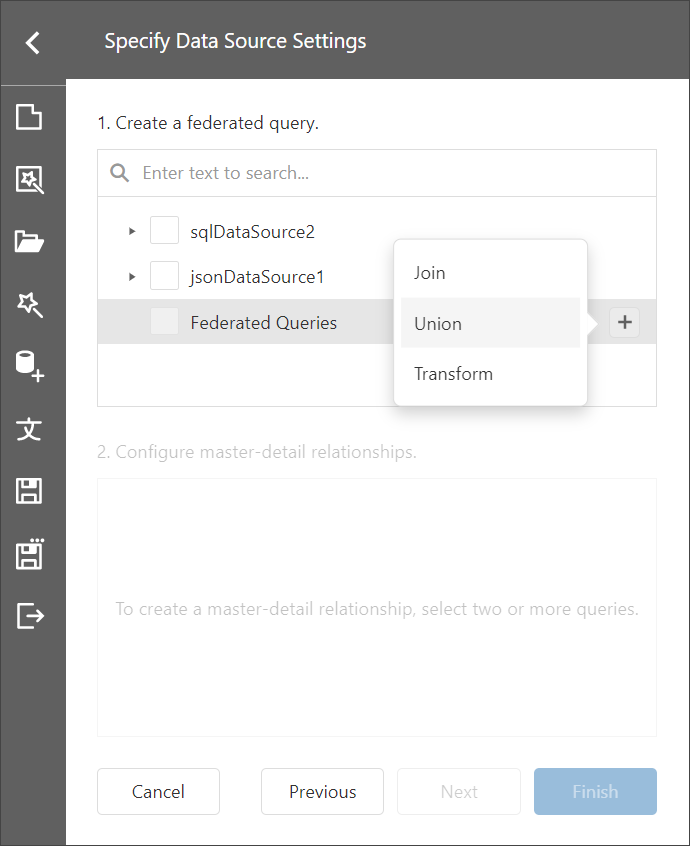 Specify Data Source Settings
1. Create a federated query.
Enter text to search...
sqlDataSource2
jsonDataSource1
Federated Queries
Join
Union
Transform
2. Configure master-detail relationships.
To create a master-detail relationship, select two or more queries.
Cancel
Previous
Next
Finish